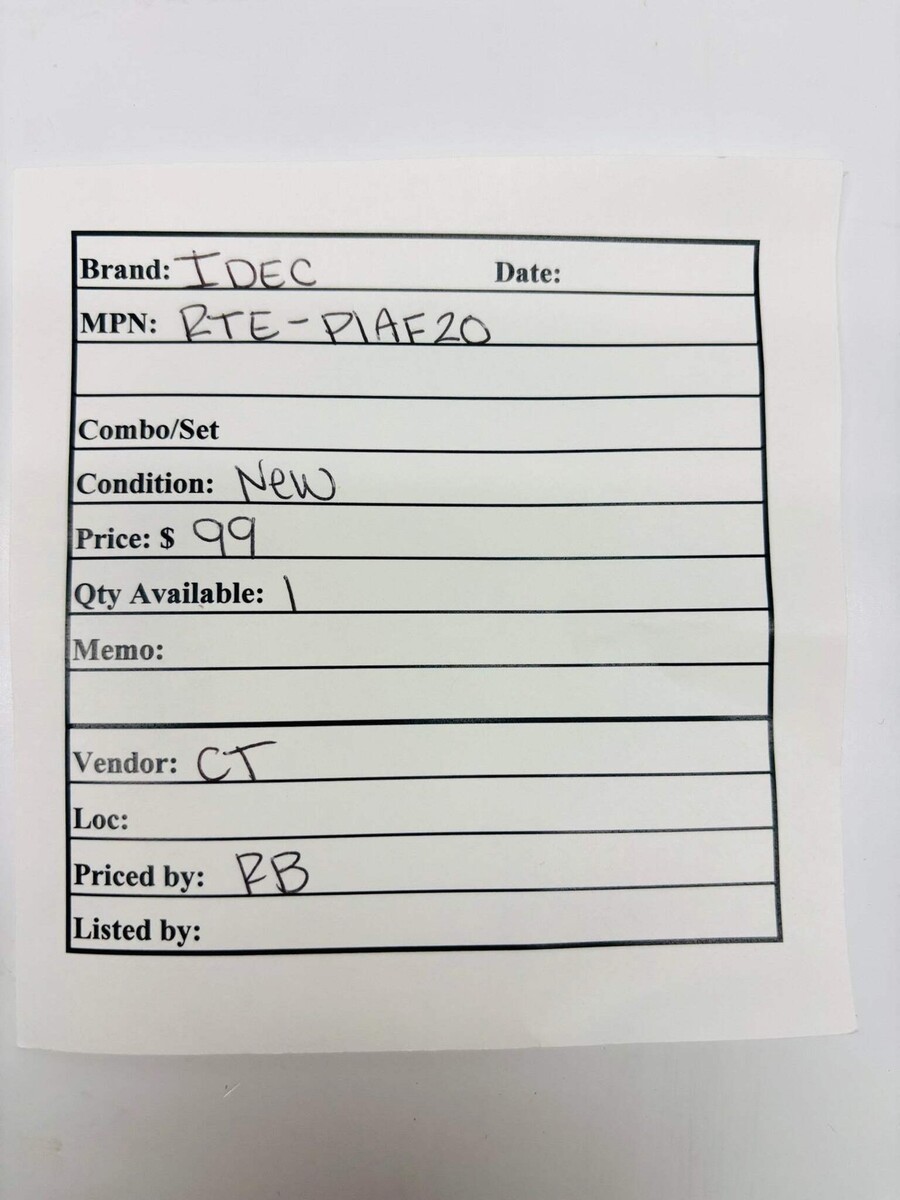 Brand: IDEC Date:
MPN: RTE-P1AF20
Combo/Set
Condition: New
Price: $ 99
Qty Available: 1
Memo:
Vendor: CT
Loc:
Priced by: RB
Listed by: